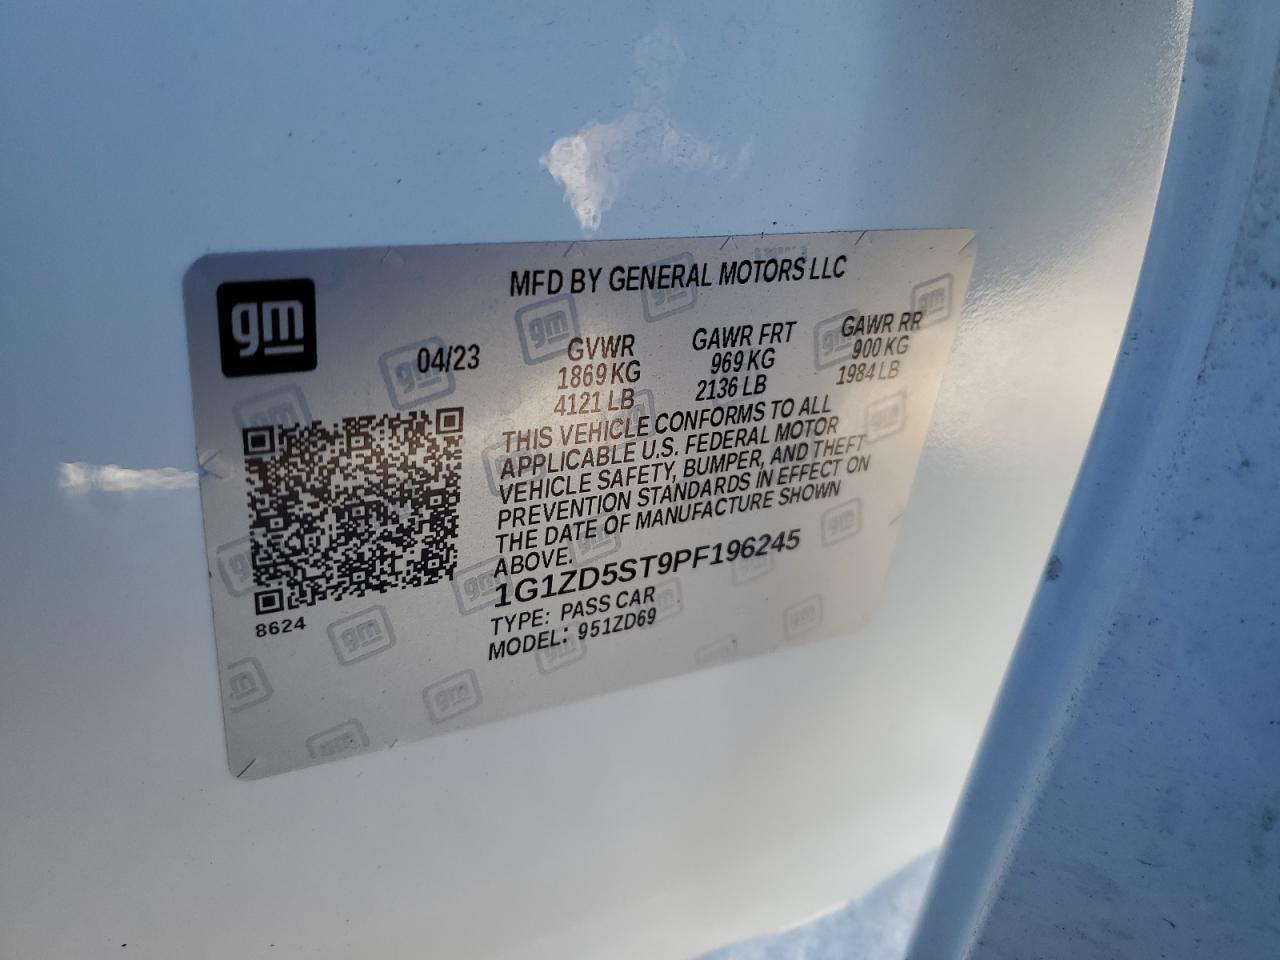 gm
MFD BY GENERAL MOTORS LLC
04/23
GVWR GAWR FRT GAWR RR
1869 KG 969 KG 900 KG
4121 LB 2136 LB 1984 LB
THIS VEHICLE CONFORMS TO ALL
APPLICABLE U.S. FEDERAL MOTOR
VEHICLE SAFETY, BUMPER, AND THEFT
PREVENTION STANDARDS IN EFFECT ON
THE DATE OF MANUFACTURE SHOWN
ABOVE.
1G1ZD5ST9PF196245
TYPE: PASS CAR
MODEL: 951ZD69
8624